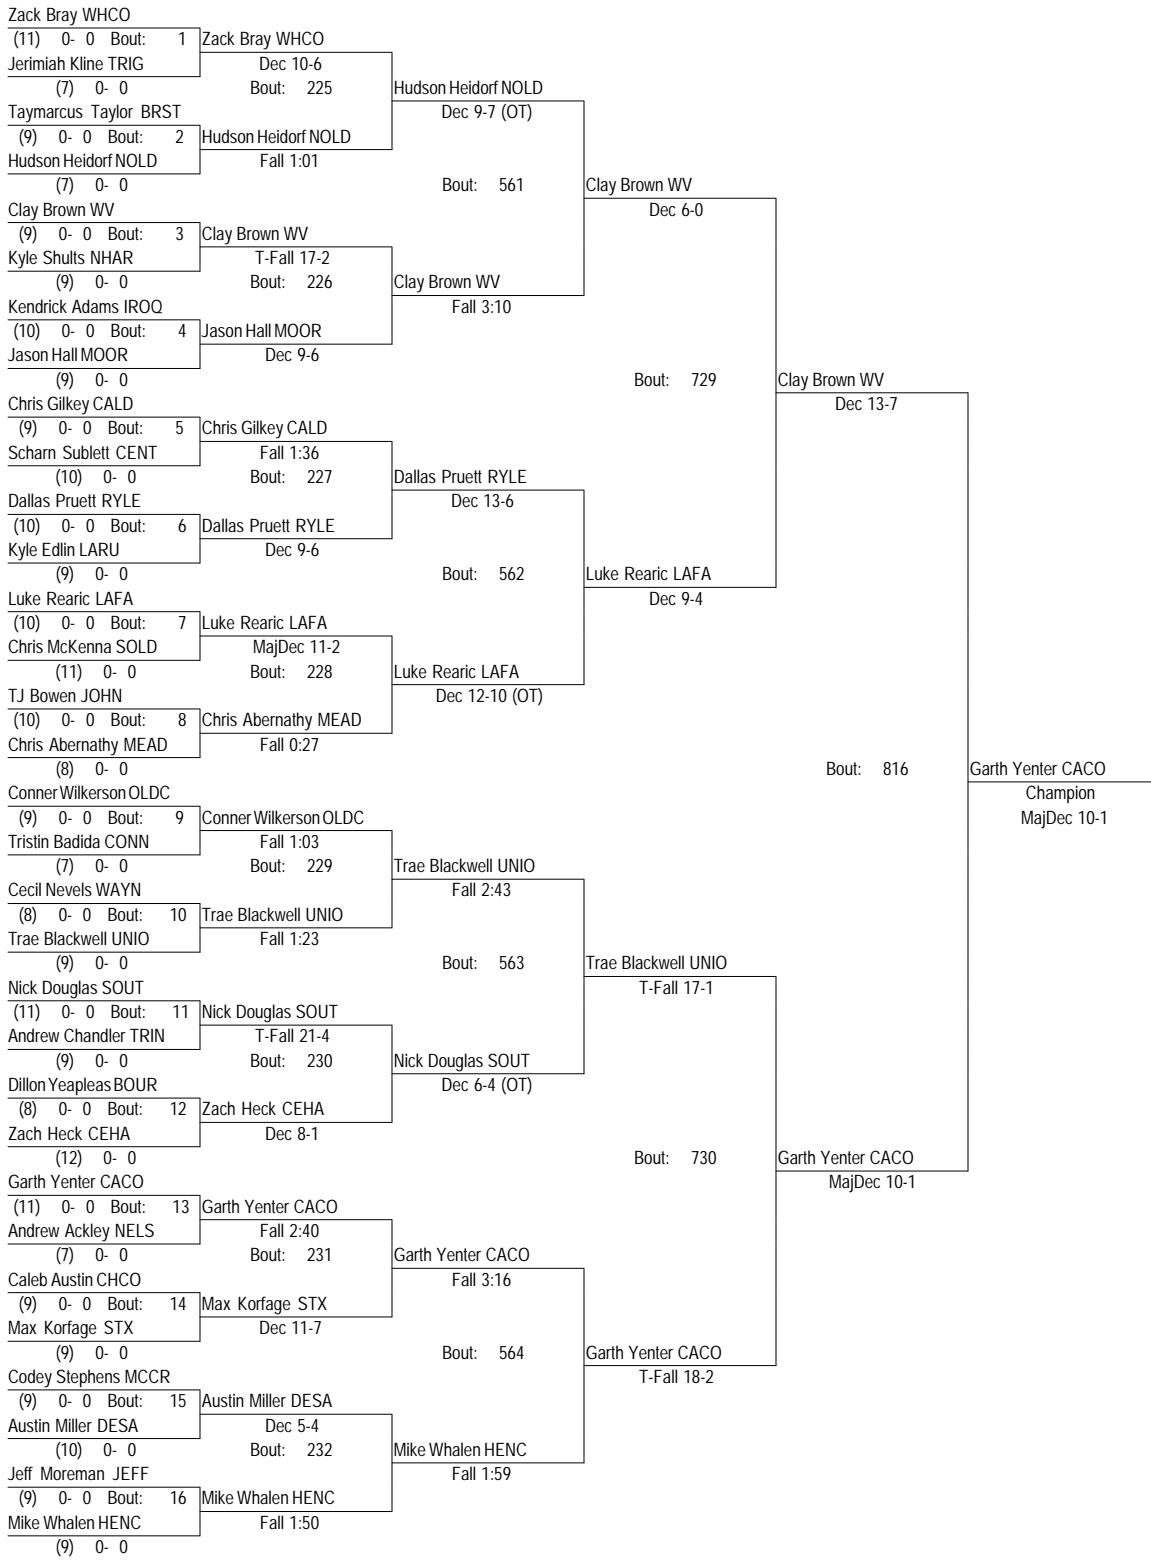 Zack Bray WHCO
(11) 0- 0 Bout: 1 Zack Bray WHCO
Jerimiah Kline TRIG Dec 10-6
(7) 0- 0 Bout: 225 Hudson Heidorf NOLD
Taymarcus Taylor BRST Dec 9-7 (OT)
(9) 0- 0 Bout: 2 Hudson Heidorf NOLD
Hudson Heidorf NOLD Fall 1:01
(7) 0- 0 Bout: 561 Clay Brown WV
Clay Brown WV Dec 6-0
(9) 0- 0 Bout: 3 Clay Brown WV
Kyle Shults NHAR T-Fall 17-2
(9) 0- 0 Bout: 226 Clay Brown WV
Kendrick Adams IROQ Fall 3:10
(10) 0- 0 Bout: 4 Jason Hall MOOR
Jason Hall MOOR Dec 9-6
(9) 0- 0 Bout: 729 Clay Brown WV
Chris Gilkey CALD Dec 13-7
(9) 0- 0 Bout: 5 Chris Gilkey CALD
Scharn Sublett CENT Fall 1:36
(10) 0- 0 Bout: 227 Dallas Pruett RYLE
Dallas Pruett RYLE Dec 13-6
(10) 0- 0 Bout: 6 Dallas Pruett RYLE
Kyle Edlin LARU Dec 9-6
(9) 0- 0 Bout: 562 Luke Rearic LAFA
Luke Rearic LAFA Dec 9-4
(10) 0- 0 Bout: 7 Luke Rearic LAFA
Chris McKenna SOLD MajDec 11-2
(11) 0- 0 Bout: 228 Luke Rearic LAFA
TJ Bowen JOHN Dec 12-10 (OT)
(10) 0- 0 Bout: 8 Chris Abernathy MEAD
Chris Abernathy MEAD Fall 0:27
(8) 0- 0 Bout: 816 Garth Yenter CACO
Conner Wilkerson OLDC Champion
(9) 0- 0 Bout: 9 Conner Wilkerson OLDC MajDec 10-1
Tristin Badida CONN Fall 1:03
(7) 0- 0 Bout: 229 Trae Blackwell UNIO
Cecil Nevels WAYN Fall 2:43
(8) 0- 0 Bout: 10 Trae Blackwell UNIO
Trae Blackwell UNIO Fall 1:23
(9) 0- 0 Bout: 563 Trae Blackwell UNIO
Nick Douglas SOUT T-Fall 17-1
(11) 0- 0 Bout: 11 Nick Douglas SOUT
Andrew Chandler TRIN T-Fall 21-4
(9) 0- 0 Bout: 230 Nick Douglas SOUT
Dillon Yeapleas BOUR Dec 6-4 (OT)
(8) 0- 0 Bout: 12 Zach Heck CEHA
Zach Heck CEHA Dec 8-1
(12) 0- 0 Bout: 730 Garth Yenter CACO
Garth Yenter CACO MajDec 10-1
(11) 0- 0 Bout: 13 Garth Yenter CACO
Andrew Ackley NELS Fall 2:40
(7) 0- 0 Bout: 231 Garth Yenter CACO
Caleb Austin CHCO Fall 3:16
(9) 0- 0 Bout: 14 Max Korfage STX
Max Korfage STX Dec 11-7
(9) 0- 0 Bout: 564 Garth Yenter CACO
Codey Stephens MCCR T-Fall 18-2
(9) 0- 0 Bout: 15 Austin Miller DESA
Austin Miller DESA Dec 5-4
(10) 0- 0 Bout: 232 Mike Whalen HENC
Jeff Moreman JEFF Fall 1:59
(9) 0- 0 Bout: 16 Mike Whalen HENC
Mike Whalen HENC Fall 1:50
(9) 0- 0